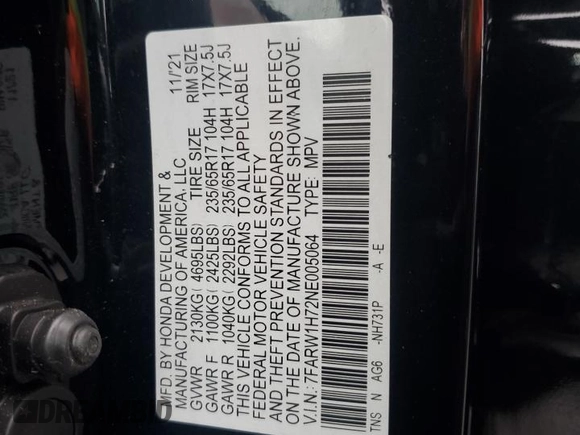 MFD. BY HONDA DEVELOPMENT &
MANUFACTURING OF AMERICA, LLC 11/'21
GVWR 2130KG( 4695LBS) TIRE SIZE RIM SIZE
GAWR F 1100KG( 2425LBS) 235/65R17 104H 17X7.5J
GAWR R 1040KG( 2292LBS) 235/65R17 104H 17X7.5J
THIS VEHICLE CONFORMS TO ALL APPLICABLE
FEDERAL MOTOR VEHICLE SAFETY
AND THEFT PREVENTION STANDARDS IN EFFECT
ON THE DATE OF MANUFACTURE SHOWN ABOVE.
V.I.N.: 7FARW1H72NE005064 TYPE: MPV
TNS N AG6 -NH731P -A -E
DREAMBID